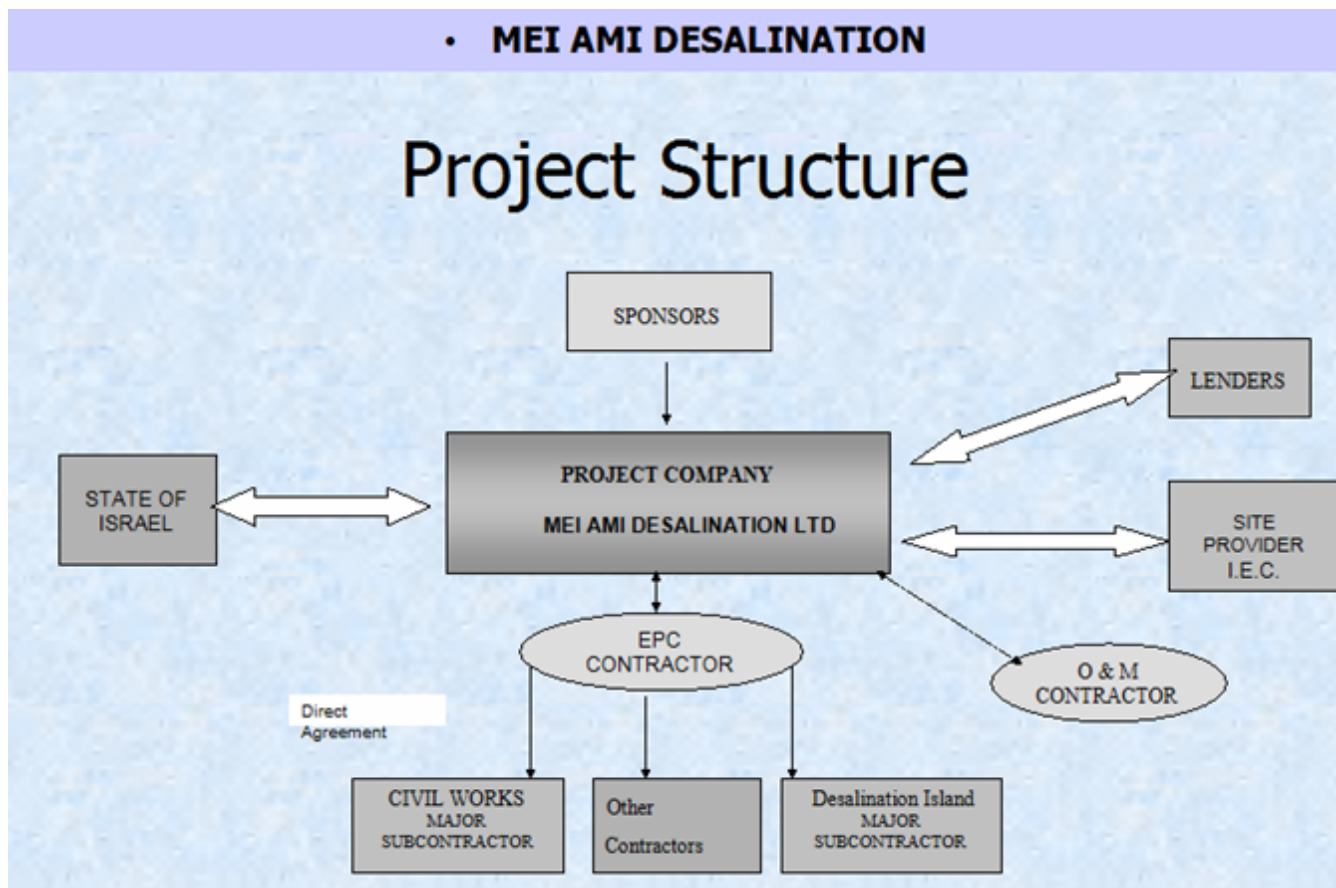 • MEI AMI DESALINATION
Project Structure
SPONSORS
LENDERS
PROJECT COMPANY
MEI AMI DESALINATION LTD
STATE OF
ISRAEL
SITE
PROVIDER
I.E.C.
EPC
CONTRACTOR
O & M
CONTRACTOR
Direct
Agreement
CIVIL WORKS
MAJOR
SUBCONTRACTOR
Other
Contractors
Desalination Island
MAJOR
SUBCONTRACTOR